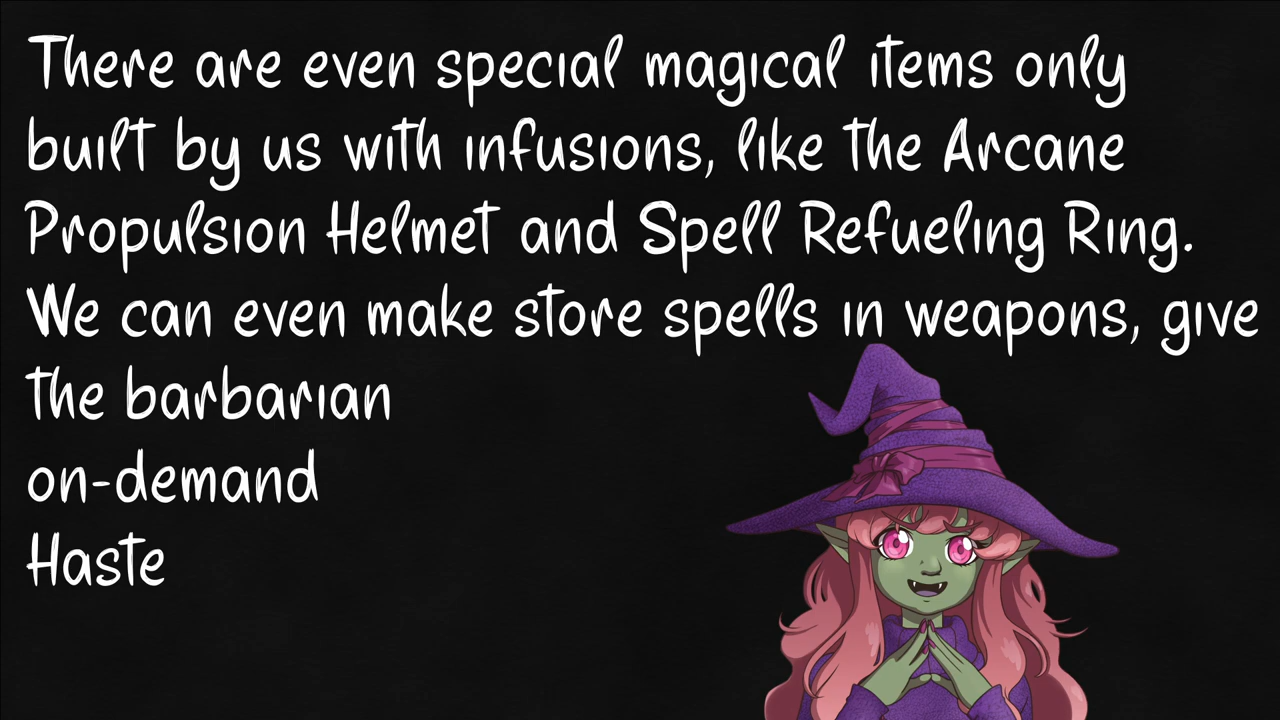 There are even special magical items only
built by us with infusions, like the Arcane
Propulsion Helmet and Spell Refueling Ring.
We can even make store spells in weapons, give
the barbarian
on-demand
Haste